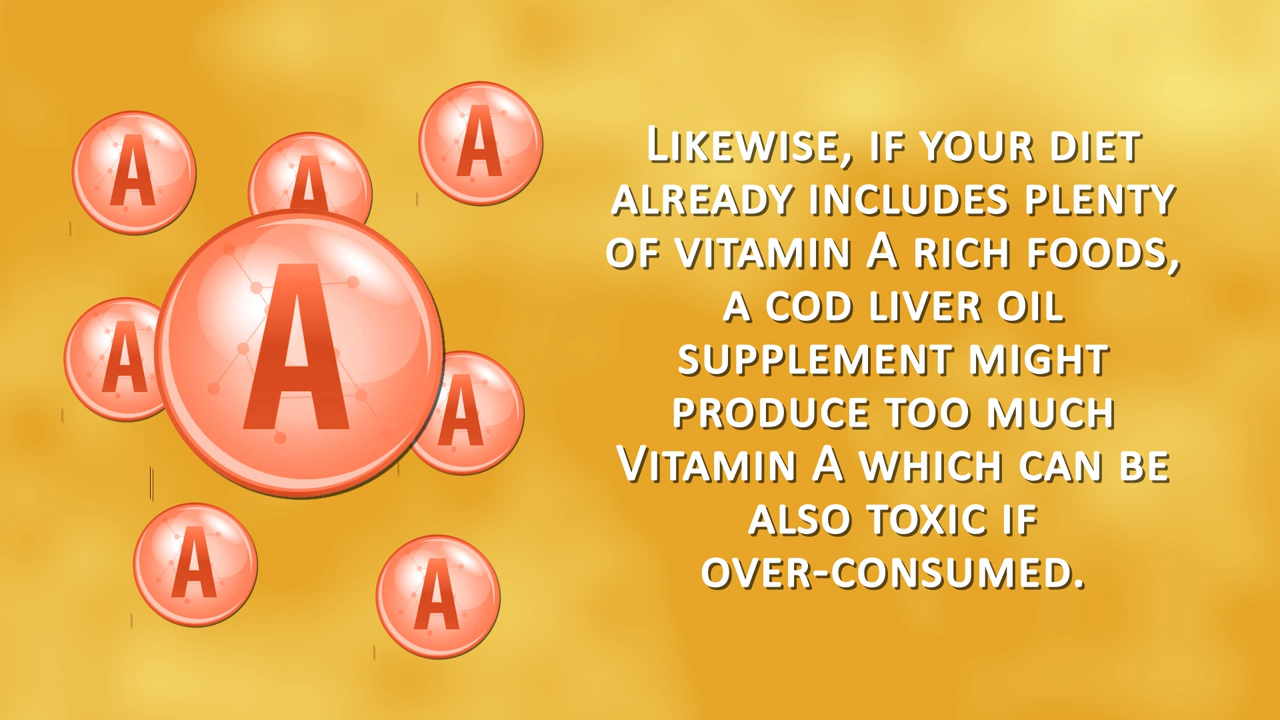 A
A
A
A
A
A
A
A
Likewise, if your diet
already includes plenty
of vitamin A rich foods,
a cod liver oil
supplement might
produce too much
Vitamin A which can be
also toxic if
over-consumed.